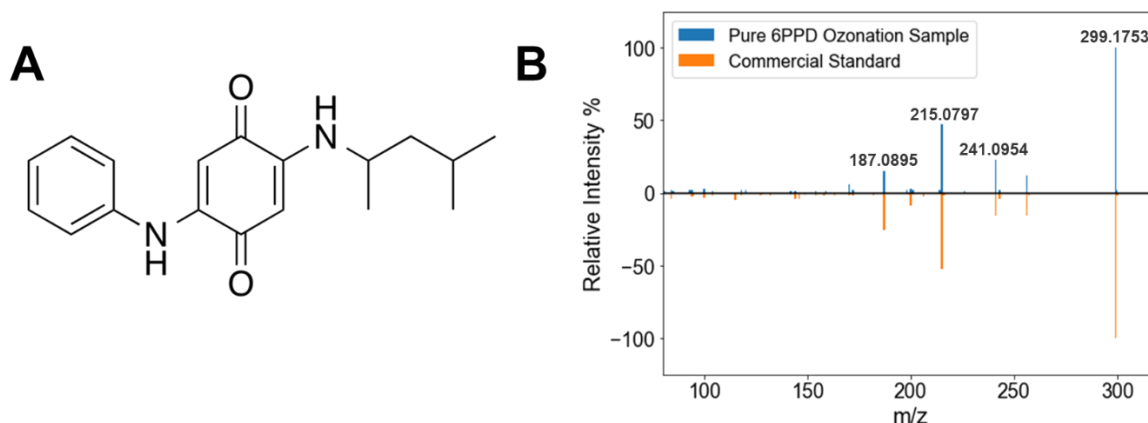 A
O
H
N
N
H
O
B
Pure 6PPD Ozonation Sample
Commercial Standard
299.1753
215.0797
241.0954
187.0895
Relative Intensity %
100
50
0
−50
−100
100 150 200 250 300
m/z